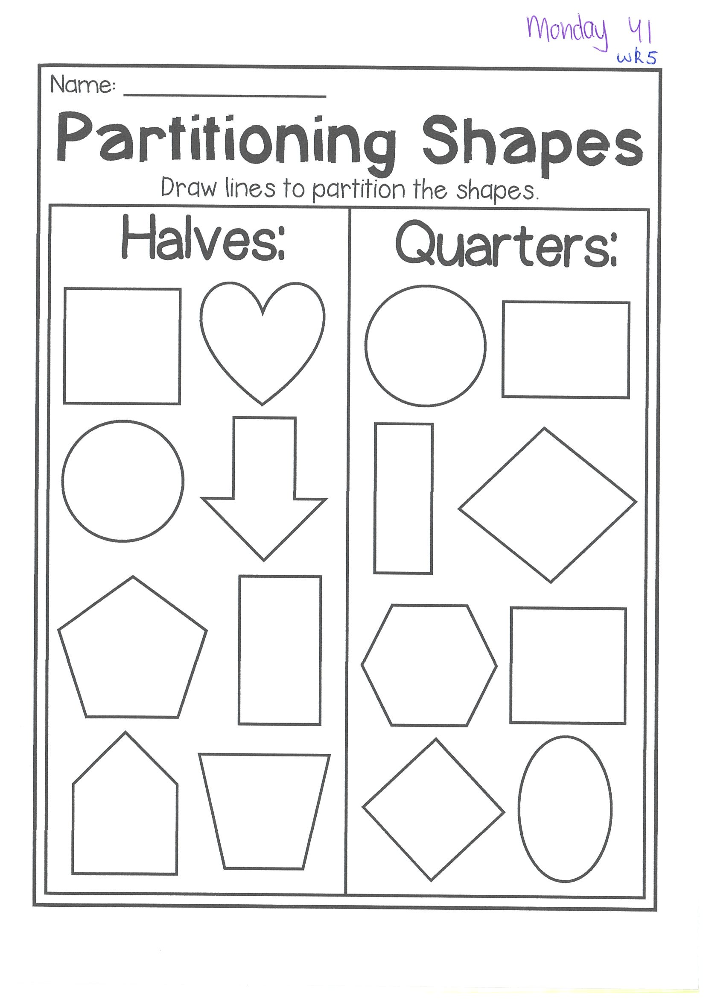 Monday 41
wk5
Name:
Partitioning Shapes
Draw lines to partition the shapes.
Halves:
Quarters: